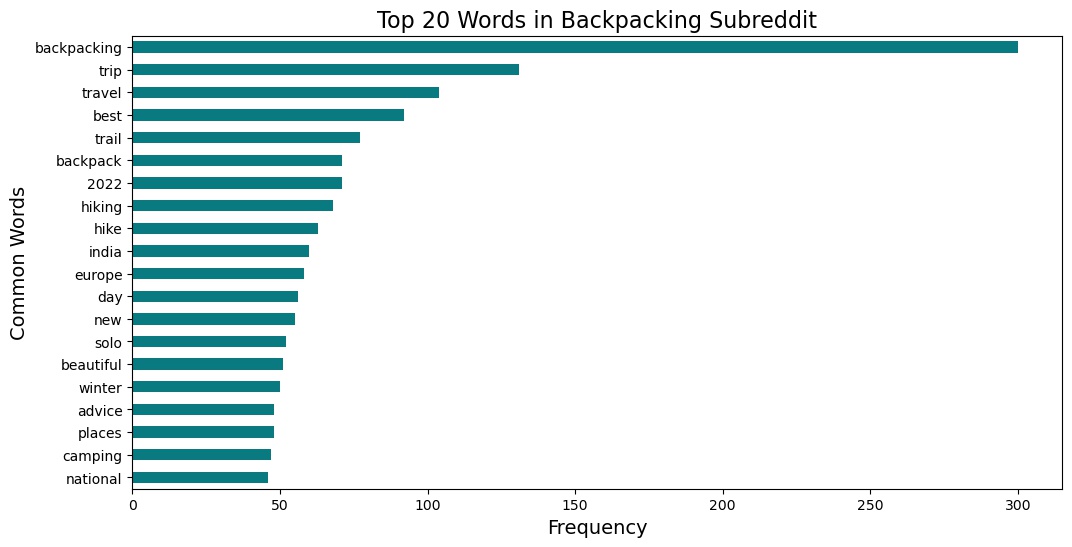 Top 20 Words in Backpacking Subreddit
Common Words
backpacking
trip
travel
best
trail
backpack
2022
hiking
hike
india
europe
day
new
solo
beautiful
winter
advice
places
camping
national
0 50 100 150 200 250 300
Frequency